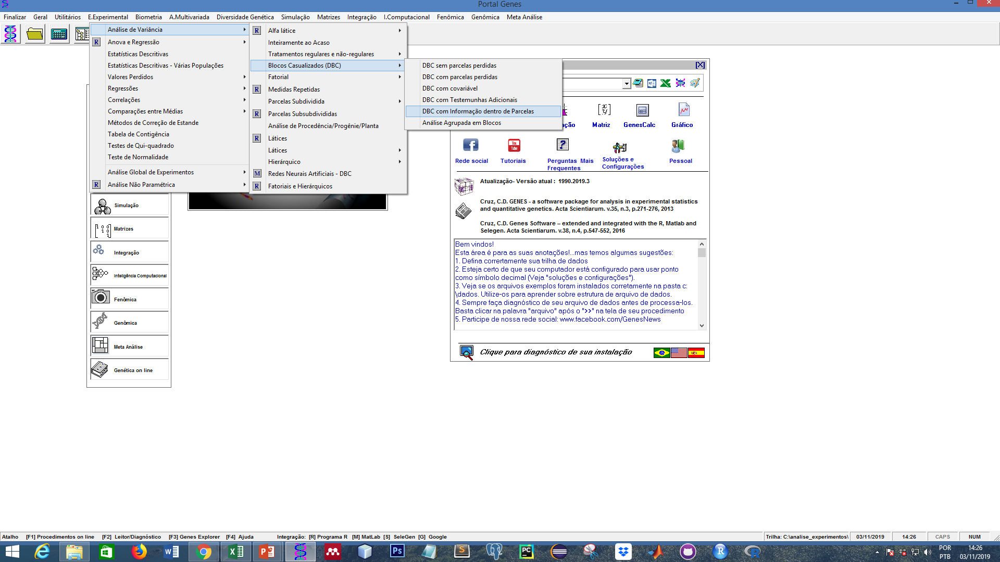 Portal Genes
Finalizar Geral Utilitários E.Experimental Biometria A.Multivariada Diversidade Genética Simulação Matrizes Integração I.Computacional Fenômica Genômica Meta Análise
Análise de Variância
R Anova e Regressão
Estatísticas Descritivas
Estatísticas Descritivas - Várias Populações
Valores Perdidos
Regressões
Correlações
Comparações entre Médias
Métodos de Correção de Estande
Tabela de Contigência
Testes de Qui-quadrado
Teste de Normalidade
Análise Global de Experimentos
R Análise Não Paramétrica
R Alfa látice
Inteiramente ao Acaso
Tratamentos regulares e não-regulares
Blocos Casualizados (DBC)
Fatorial
R Medidas Repetidas
Parcelas Subdividida
R Parcelas Subsubdivididas
Análise de Procedência/Progênie/Planta
R Látices
Látices
Hierárquico
M Redes Neurais Artificiais - DBC
R Fatoriais e Hierárquicos
DBC sem parcelas perdidas
DBC com parcelas perdidas
DBC com covariável
DBC com Testemunhas Adicionais
DBC com Informação dentro de Parcelas
Análise Agrupada em Blocos
Simulação
Matrizes
Integração
Inteligência Computacional
Fenômica
Genômica
Meta Análise
Genética on line
[X]
ação Matriz GenesCalc Gráfico
You Tube
Rede social Tutoriais Perguntas Mais Frequentes Soluções e Configurações Pessoal
Atualização- Versão atual : 1990.2019.3
Cruz, C.D. GENES - a software package for analysis in experimental statistics
and quantitative genetics. Acta Scientiarum. v.35, n.3, p.271-276, 2013
Cruz, C.D. Genes Software – extended and integrated with the R, Matlab and
Selegen. Acta Scientiarum. v.38, n.4, p.547-552, 2016
Bem vindos!
Esta área é para as suas anotações!...mas temos algumas sugestões:
1. Defina corrertamente sua trilha de dados
2. Esteja certo de que seu computador está configurado para usar ponto
como símbolo decimal (Veja "soluções e configurações").
3. Veja se os arquivos exemplos foram instalados corretamente na pasta c:
\dados. Utilize-os para aprender sobre estrutura de arquivo de dados.
4. Sempre faça diagnóstico de seu arquivo de dados antes de processa-los.
Basta clicar na palavra "arquivo" após o ">>" na tela de seu procedimento
5. Participe de nossa rede social: www.facebook.com/GenesNews
Clique para diagnóstico de sua instalação
Atalho [F1] Procedimentos on line [F2] Leitor/Diagnóstico [F3] Genes Explorer [F4] Ajuda Integração: [R] Programa R [M] MatLab [S] SeleGen [G] Google Trilha: C:\analise_experimentos\ 03/11/2019 14:26 CAPS NUM
POR 14:26
PTB 03/11/2019